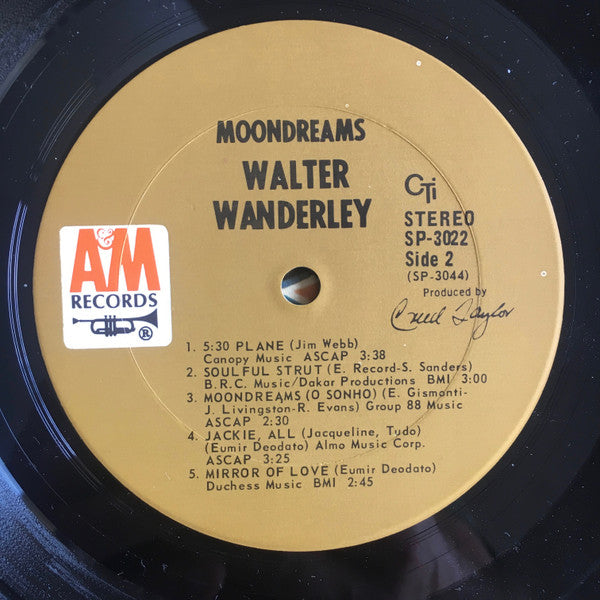 MOONDREAMS
WALTER
WANDERLEY
CTi
STEREO
SP-3022
Side 2
(SP-3044)
Produced by
Creed Taylor
A&M
RECORDS
®
1. 5:30 PLANE (Jim Webb)
Canopy Music ASCAP 3:38
2. SOULFUL STRUT (E. Record-S. Sanders)
B.R.C. Music/Dakar Productions BMI 3:00
3. MOONDREAMS (O SONHO) (E. Gismonti-
J. Livingston-R. Evans) Group 88 Music
ASCAP 2:30
4. JACKIE, ALL (Jacqueline, Tudo)
(Eumir Deodato) Almo Music Corp.
ASCAP 3:25
5. MIRROR OF LOVE (Eumir Deodato)
Duchess Music BMI 2:45